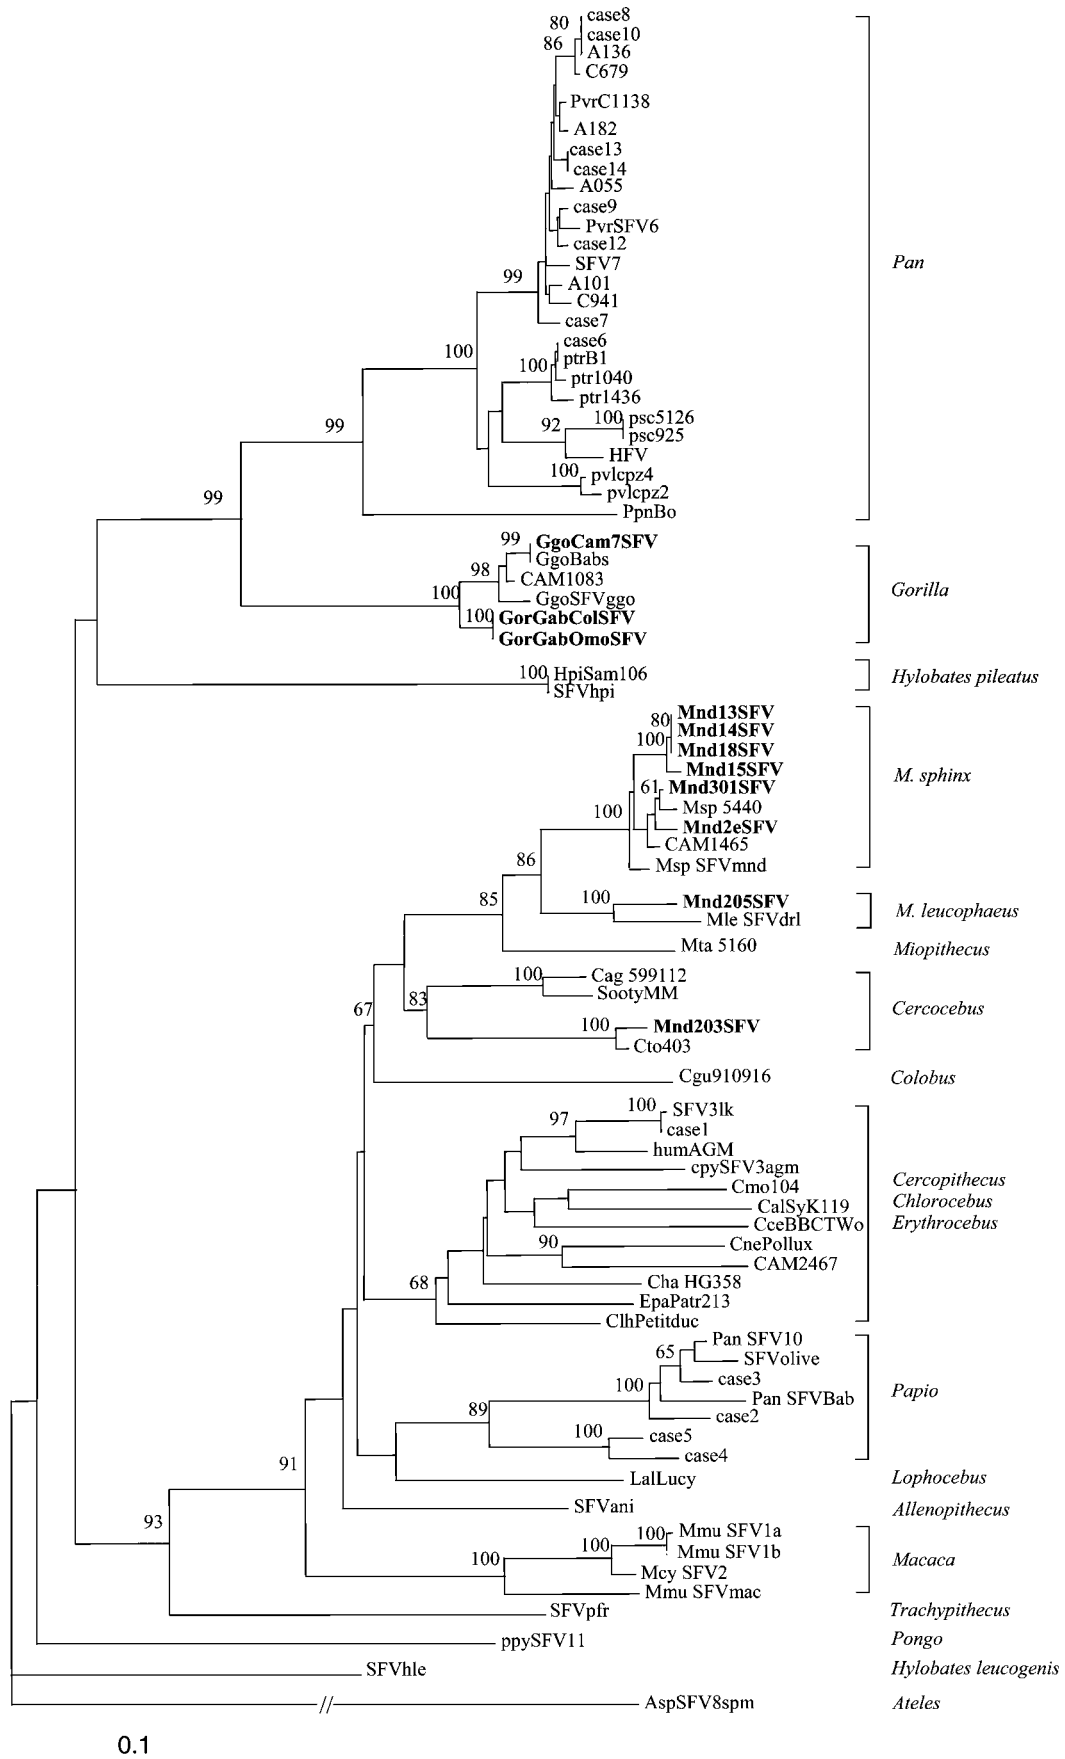 80 case8
case10
86 A136
C679
PvrC1138
A182
case13
case14
A055
case9
PvrSFV6
case12
SFV7 Pan
99 A101
C941
case7
case6
100 ptrB1
100 ptr1040
ptr1436
100 psc5126
99 92 psc925
HFV
100 pvlcpz4
pvlcpz2
99 PpnBo
99 GgoCam7SFV
GgoBabs
98 CAM1083 Gorilla
100 GgoSFVggo
100 GorGabColSFV
GorGabOmoSFV
100 HpiSam106 Hylobates pileatus
SFVhpi
80 Mnd13SFV
Mnd14SFV
100 Mnd18SFV
Mnd15SFV M. sphinx
61 Mnd301SFV
100 Msp 5440
Mnd2eSFV
CAM1465
86 Msp SFVmnd
85 100 Mnd205SFV M. leucophaeus
Mle SFVdrl
Mta 5160 Miopithecus
100 Cag 599112
83 SootyMM
67 Cercocebus
100 Mnd203SFV
Cto403
Cgu910916 Colobus
100 SFV3lk
97 case1
humAGM
cpySFV3agm Cercopithecus
Cmo104 Chlorocebus
CalSyK119
CceBBCTWo Erythrocebus
90 CnePollux
CAM2467
68 Cha HG358
EpaPatr213
ClhPetitduc
Pan SFV10
65 SFVolive
100 case3 Papio
89 Pan SFVBab
case2
100 case5
91 case4
LalLucy Lophocebus
SFVani Allenopithecus
93 100 Mmu SFV1a
100 Mmu SFV1b Macaca
100 Mcy SFV2
Mmu SFVmac
SFVpfr Trachypithecus
ppySFV11 Pongo
SFVhle Hylobates leucogenis
// AspSFV8spm Ateles
0.1